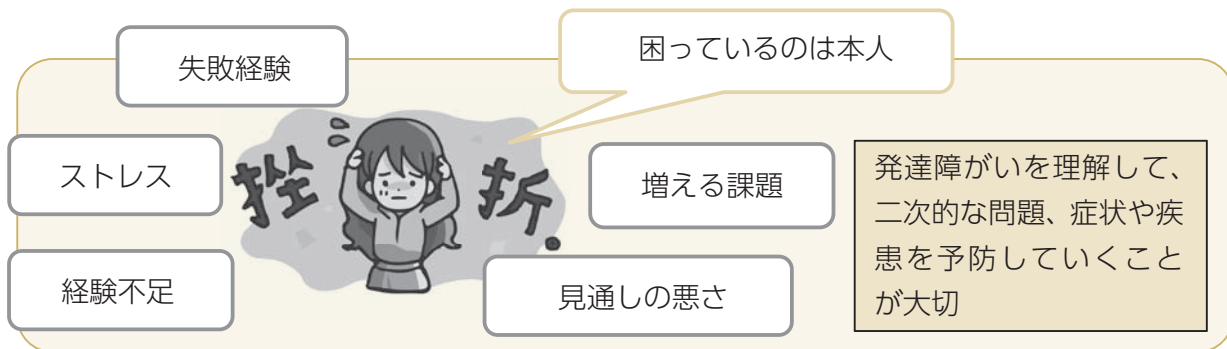 失敗経験
困っているのは本人
ストレス
挫折。
増える課題
経験不足
見通しの悪さ
発達障がいを理解して、
二次的な問題、症状や疾
患を予防していくこと
が大切